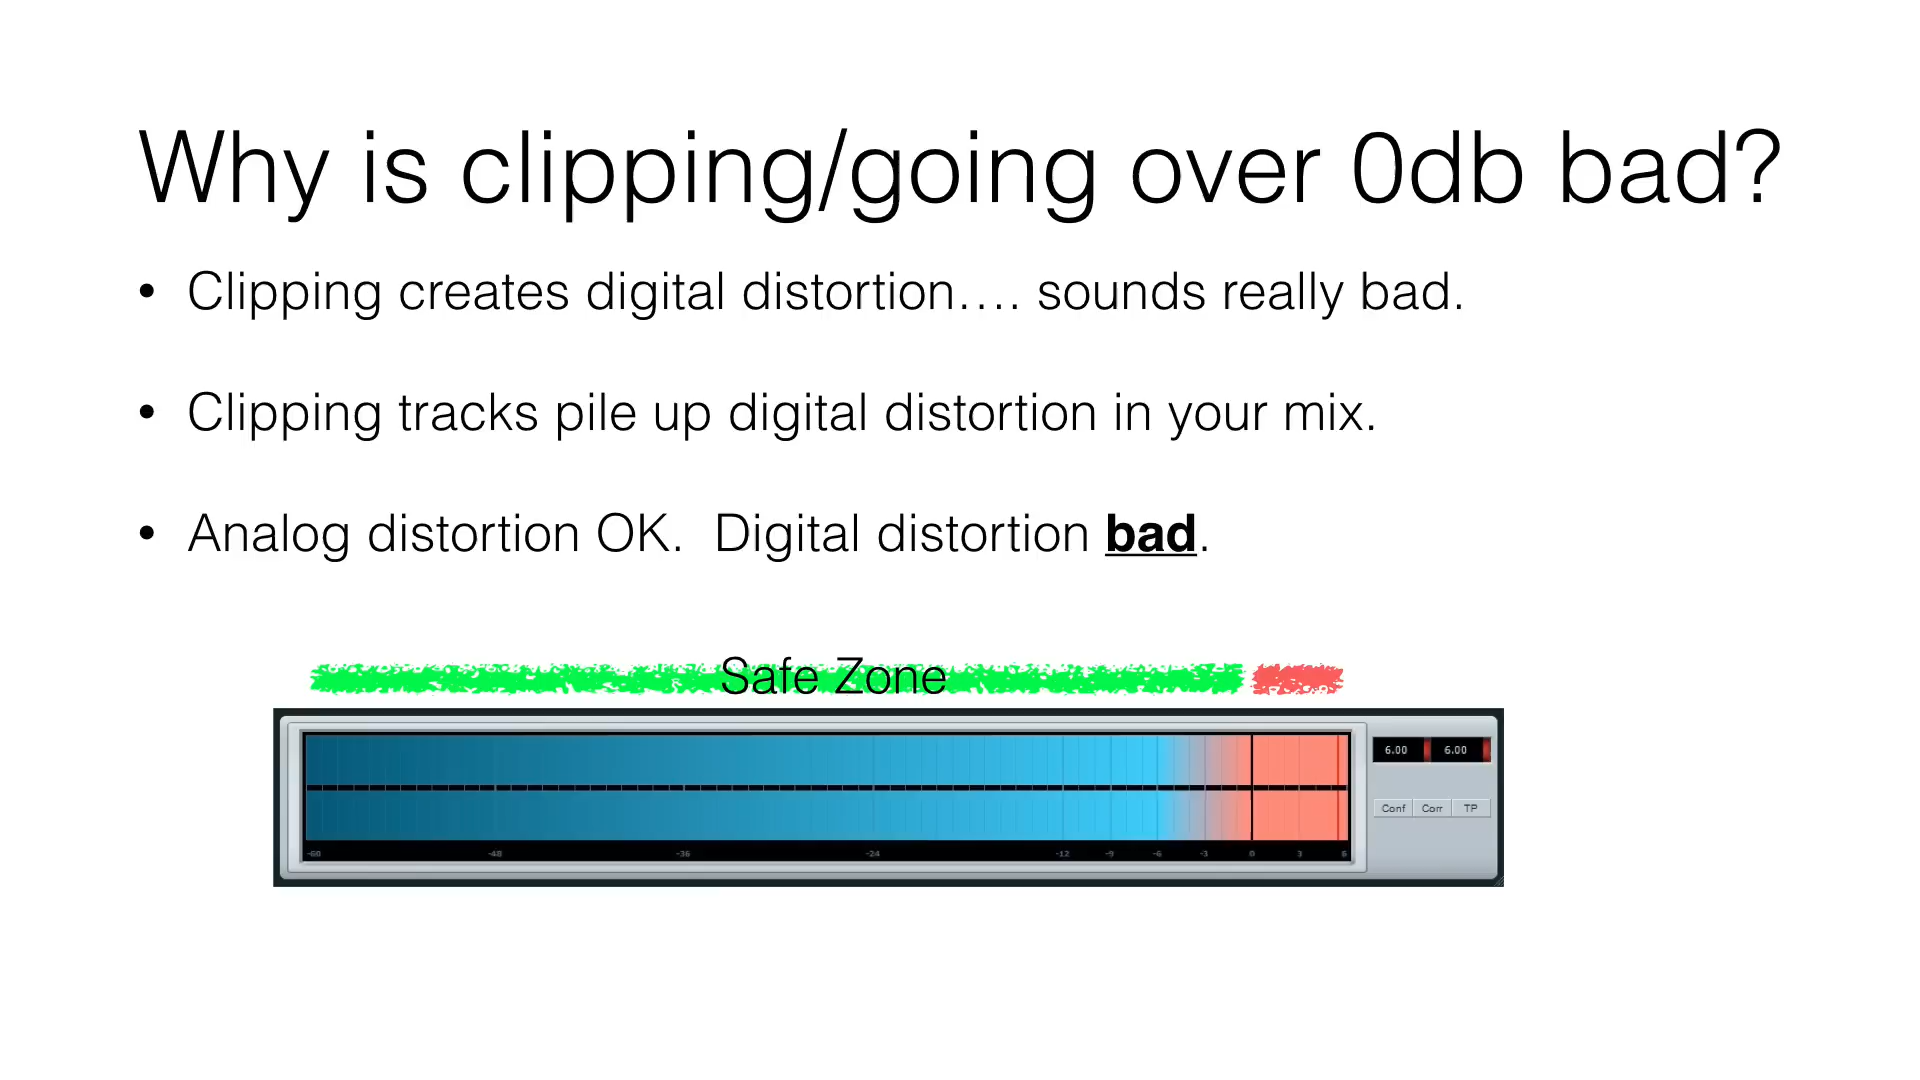 Why is clipping/going over 0db bad?
• Clipping creates digital distortion…. sounds really bad.
• Clipping tracks pile up digital distortion in your mix.
• Analog distortion OK.  Digital distortion bad.
Safe Zone
6.00 6.00
Conf Corr TP
-60 -48 -36 -24 -12 -9 -6 -3 0 3 6